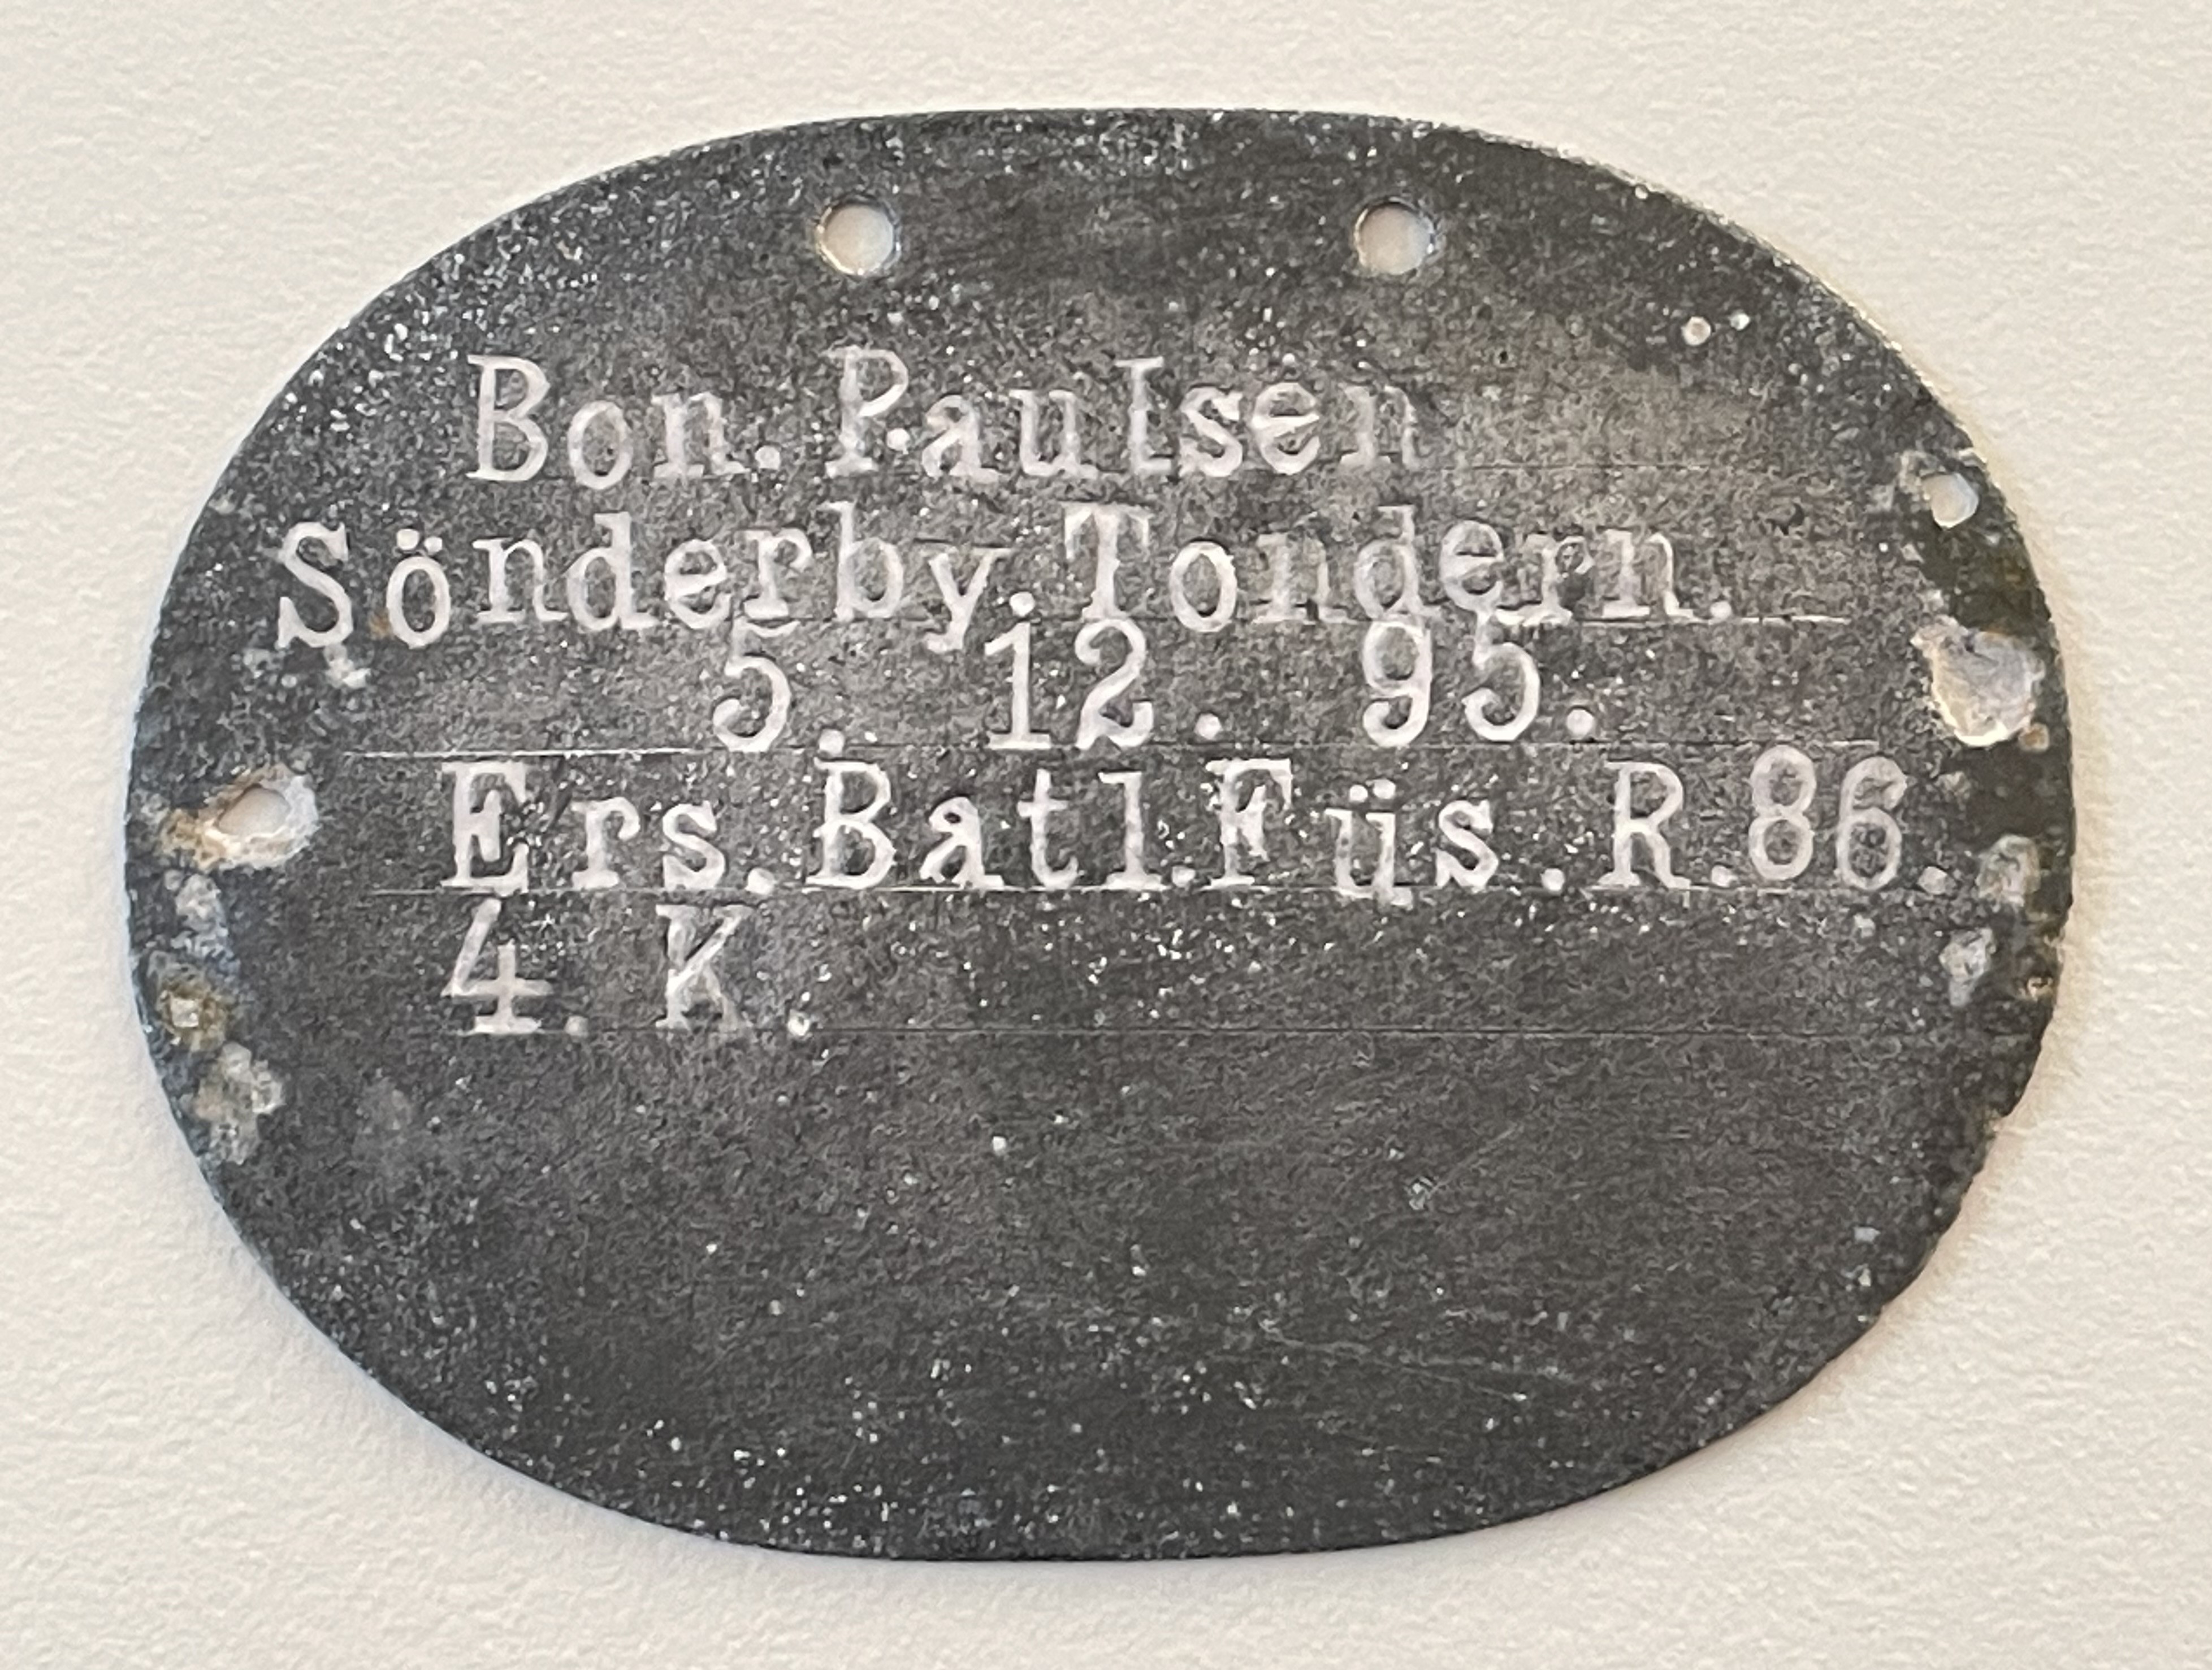 Bon. Paulsen
Sönderby. Tondern.
5. 12. 95.
Ers. Batl. Füs. R. 86.
4. K.